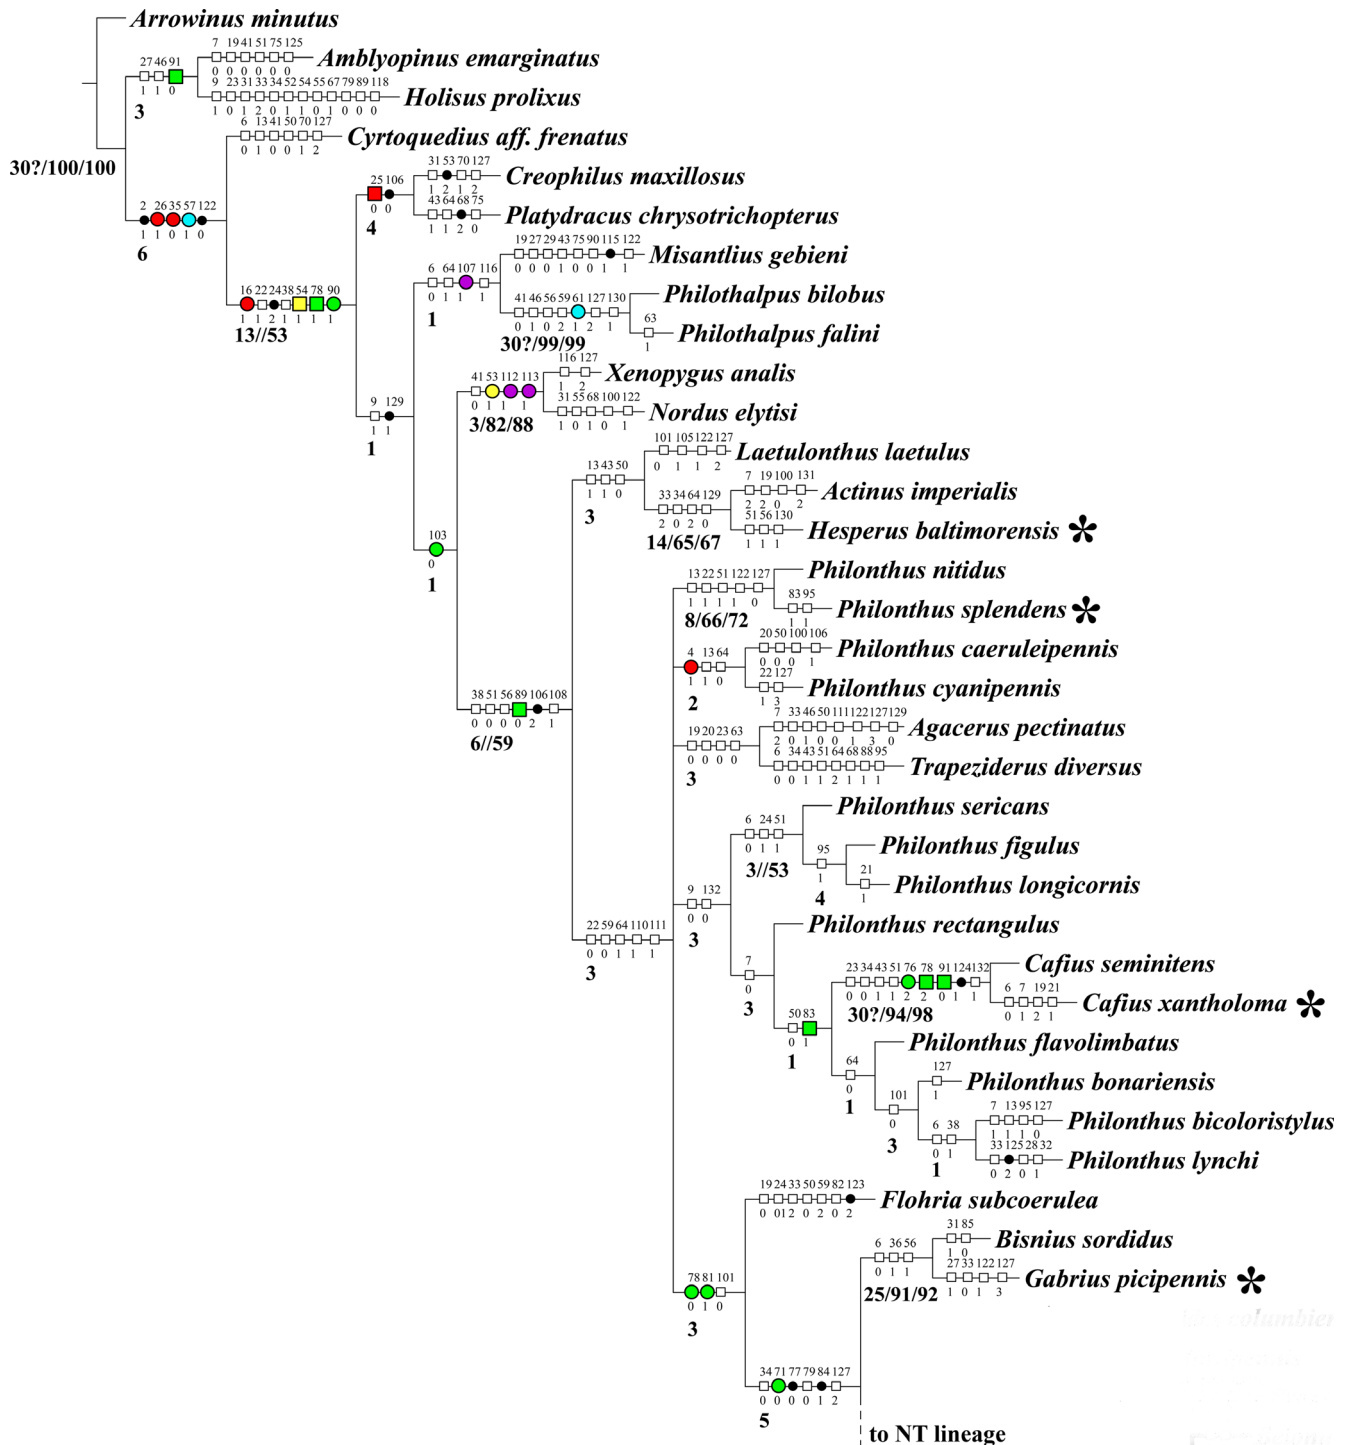 Arrowinus minutus
7 19 41 51 75 125
27 46 91
Amblyopinus emarginatus
0 0 0 0 0 0
1 1 0
9 23 31 33 34 52 54 55 67 79 89 118
Holisus prolixus
3
1 0 1 2 0 1 1 0 1 0 0 0
6 13 41 50 70 127
Cyrtoquedius aff. frenatus
0 1 0 0 1 2
30?/100/100
31 53 70 127
Creophilus maxillosus
25 106
1 2 1 2
0 0
43 64 68 75
Platydracus chrysotrichopterus
4
1 1 2 0
2 26 35 57 122
1 1 0 1 0
6
19 27 29 43 75 90 115 122
Misantlius gebieni
0 0 0 1 0 0 1 1
6 64 107 116
0 1 1 1
1
Philothalpus bilobus
41 46 56 59 61 127 130
0 1 0 2 1 2 1
63
Philothalpus falini
1
30?/99/99
16 22 24 38 54 78 90
1 1 2 1 1 1 1
13//53
116 127
Xenopygus analis
1 2
41 53 112 113
0 1 1 1
31 55 68 100 122
Nordus elytisi
1 0 1 0 1
3/82/88
9 129
1 1
1
101 105 122 127
Laetulonthus laetulus
0 1 1 2
13 43 50
1 1 0
3
7 19 100 131
Actinus imperialis
2 2 0 2
33 34 64 129
2 0 2 0
51 56 130
Hesperus baltimorensis *
1 1 1
14/65/67
103
0
1
Philonthus nitidus
13 22 51 122 127
1 1 1 1 0
83 95
Philonthus splendens *
1 1
8/66/72
20 50 100 106
Philonthus caeruleipennis
0 0 0 1
4 13 64
1 1 0
22 127
Philonthus cyanipennis
1 3
2
38 51 56 89 106 108
0 0 0 0 2 1
6//59
7 33 46 50 111 122 127 129
Agacerus pectinatus
2 0 1 0 0 1 3 0
19 20 23 63
0 0 0 0
6 34 43 51 64 68 88 95
Trapeziderus diversus
0 0 1 1 2 1 1 1
3
Philonthus sericans
6 24 51
0 1 1
3//53
95
Philonthus figulus
1
4
21
Philonthus longicornis
1
9 132
0 0
3
Philonthus rectangulus
22 59 64 110 111
0 0 1 1 1
3
7
0
3
23 34 43 51 76 78 91 124 132
Cafius seminitens
0 0 1 1 2 2 0 1 1
6 7 19 21
Cafius xantholoma *
0 1 2 1
30?/94/98
50 83
0 1
1
Philonthus flavolimbatus
64
0
1
127
Philonthus bonariensis
1
101
0
3
7 13 95 127
Philonthus bicoloristylus
1 1 1 0
6 38
0 1
1
33 125 28 32
Philonthus lynchi
0 2 0 1
19 24 33 50 59 82 123
Flohria subcoerulea
0 01 2 0 2 0 2
31 85
Bisnius sordidus
1 0
6 36 56
0 1 1
27 33 122 127
Gabrius picipennis *
1 0 1 3
25/91/92
78 81 101
0 1 0
3
34 71 77 79 84 127
0 0 0 0 1 2
5
to NT lineage